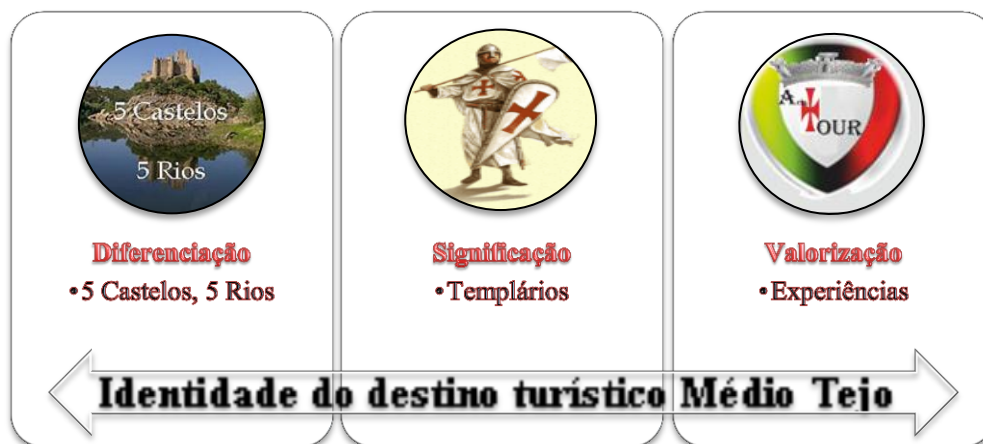 5 Castelos
5 Rios
A
TOUR
Diferenciação
•5 Castelos, 5 Rios
Significação
•Templários
Valorização
•Experiências
Identidade do destino turístico Médio Tejo